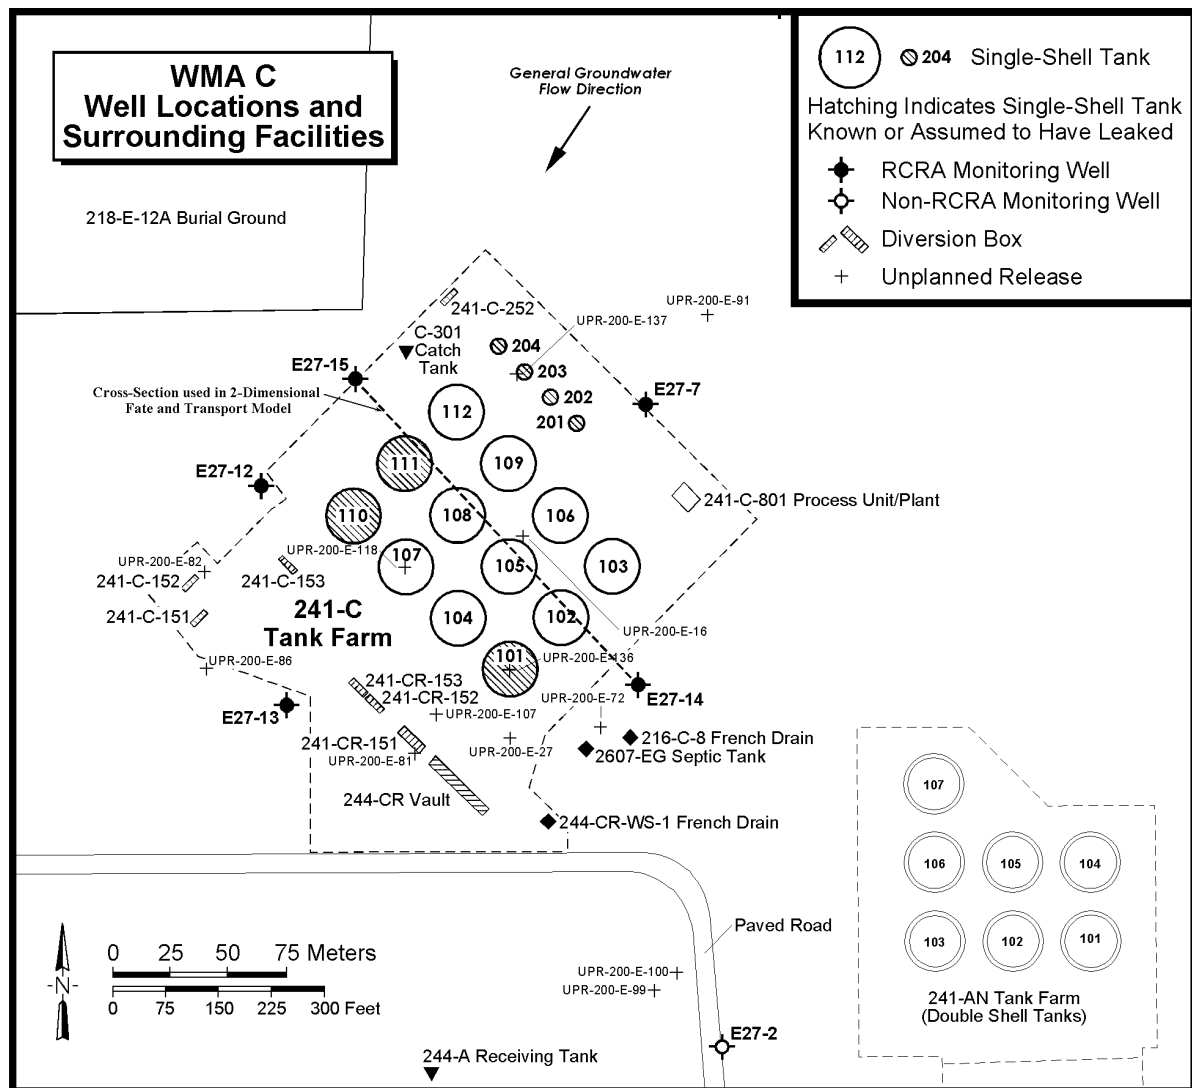 WMA C
Well Locations and
Surrounding Facilities
General Groundwater
Flow Direction
112 204 Single-Shell Tank
Hatching Indicates Single-Shell Tank
Known or Assumed to Have Leaked
RCRA Monitoring Well
Non-RCRA Monitoring Well
Diversion Box
Unplanned Release
218-E-12A Burial Ground
241-C-252
UPR-200-E-91
UPR-200-E-137
C-301
Catch
Tank
204
203
202
201
E27-15
E27-7
Cross-Section used in 2-Dimensional
Fate and Transport Model
112
111
109
E27-12
110
108
106
241-C-801 Process Unit/Plant
UPR-200-E-118
107
105
103
UPR-200-E-82
241-C-152
241-C-153
241-C-151
241-C
Tank Farm
104
102
UPR-200-E-16
UPR-200-E-86
101
UPR-200-E-136
241-CR-153
241-CR-152
UPR-200-E-72
E27-14
E27-13
UPR-200-E-107
241-CR-151
UPR-200-E-27
216-C-8 French Drain
2607-EG Septic Tank
UPR-200-E-81
244-CR Vault
244-CR-WS-1 French Drain
107
106
105
104
103
102
101
241-AN Tank Farm
(Double Shell Tanks)
Paved Road
N
0 25 50 75 Meters
0 75 150 225 300 Feet
UPR-200-E-100
UPR-200-E-99
E27-2
244-A Receiving Tank